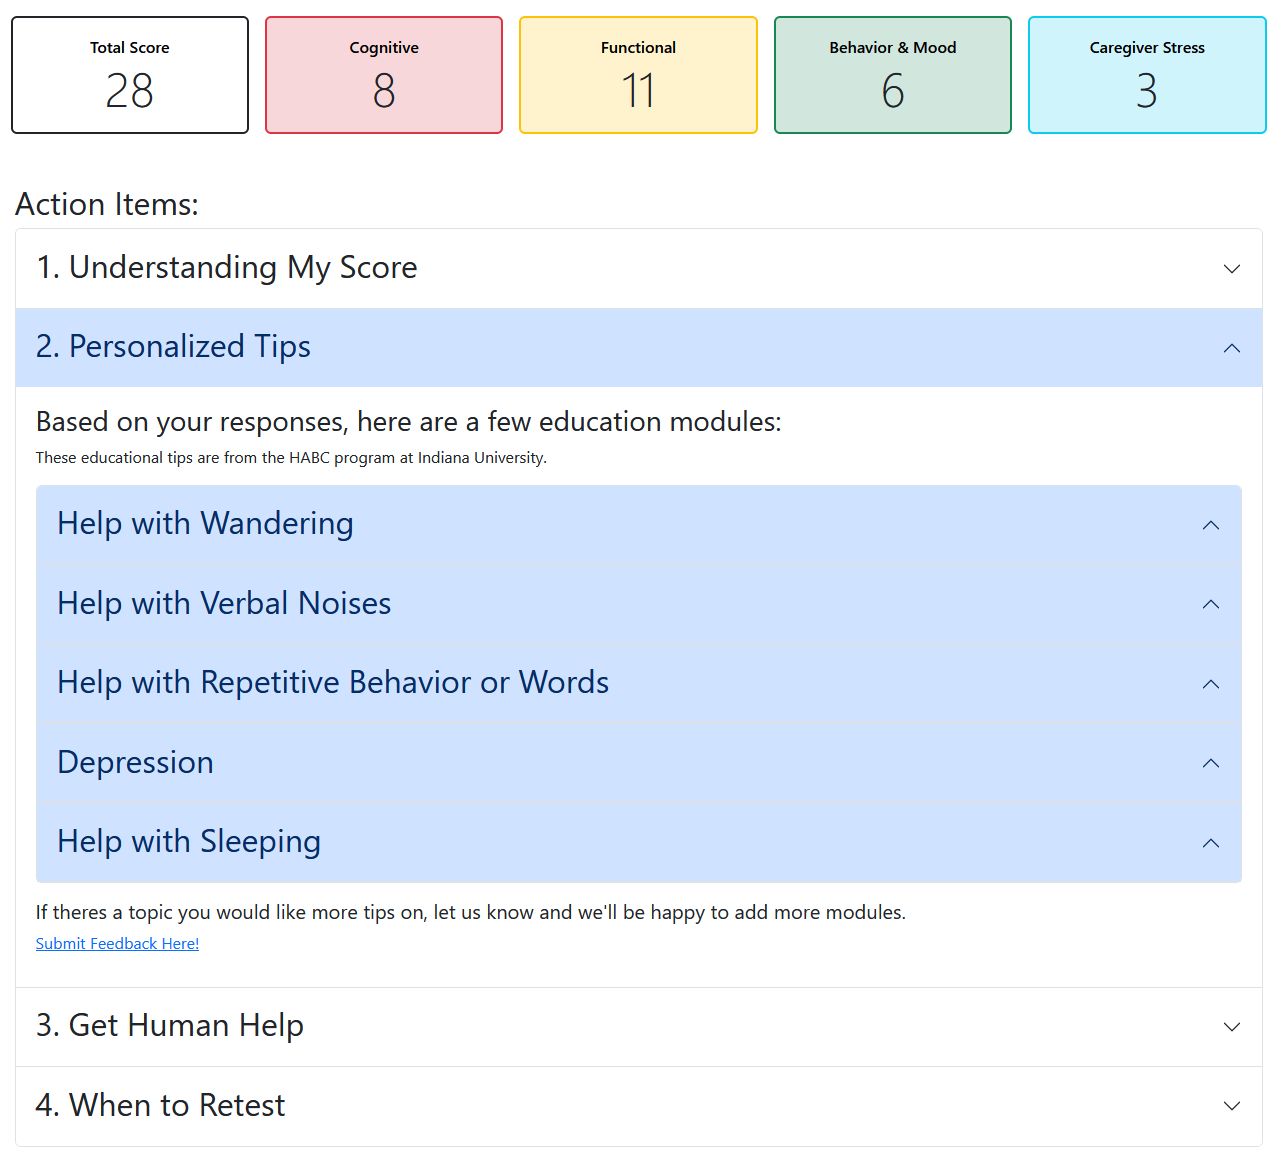 Total Score
28
Cognitive
8
Functional
11
Behavior & Mood
6
Caregiver Stress
3
Action Items:
1. Understanding My Score
2. Personalized Tips
Based on your responses, here are a few education modules:
These educational tips are from the HABC program at Indiana University.
Help with Wandering
Help with Verbal Noises
Help with Repetitive Behavior or Words
Depression
Help with Sleeping
If theres a topic you would like more tips on, let us know and we'll be happy to add more modules.
Submit Feedback Here!
3. Get Human Help
4. When to Retest